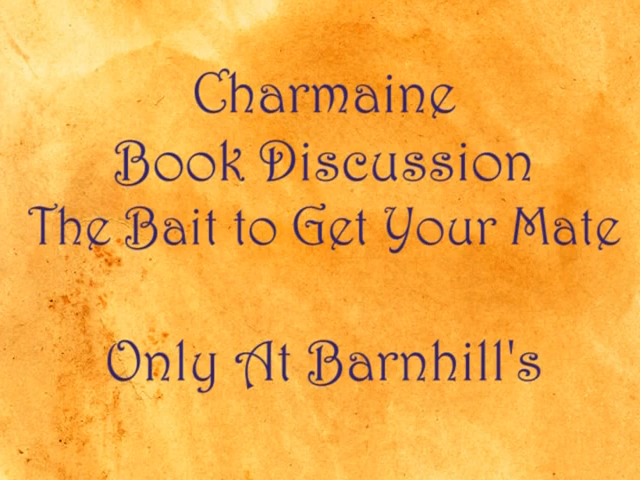 Charmaine
Book Discussion
The Bait to Get Your Mate
Only At Barnhill's